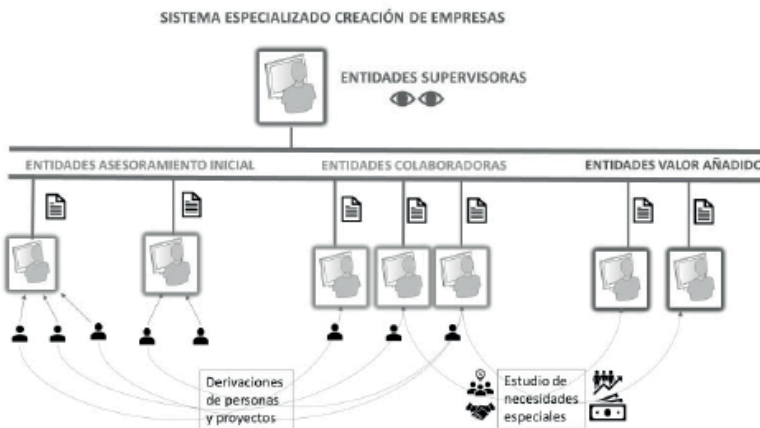 SISTEMA ESPECIALIZADO CREACIÓN DE EMPRESAS
ENTIDADES SUPERVISORAS
ENTIDADES ASESORAMIENTO INICIAL
ENTIDADES COLABORADORAS
ENTIDADES VALOR AÑADIDO
Derivaciones
de personas
y proyectos
Estudio de
necesidades
especiales